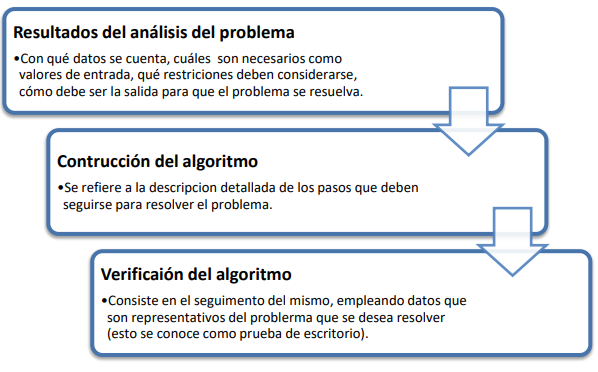 Resultados del análisis del problema
•Con qué datos se cuenta, cuáles son necesarios como
valores de entrada, qué restriciones deben considerarse,
cómo debe ser la salida para que el problema se resuelva.
Contrucción del algoritmo
•Se refiere a la descripcion detallada de los pasos que deben
seguirse para resolver el problema.
Verificaión del algoritmo
•Consiste en el seguimento del mismo, empleando datos que
son representativos del problerma que se desea resolver
(esto se conoce como prueba de escritorio).